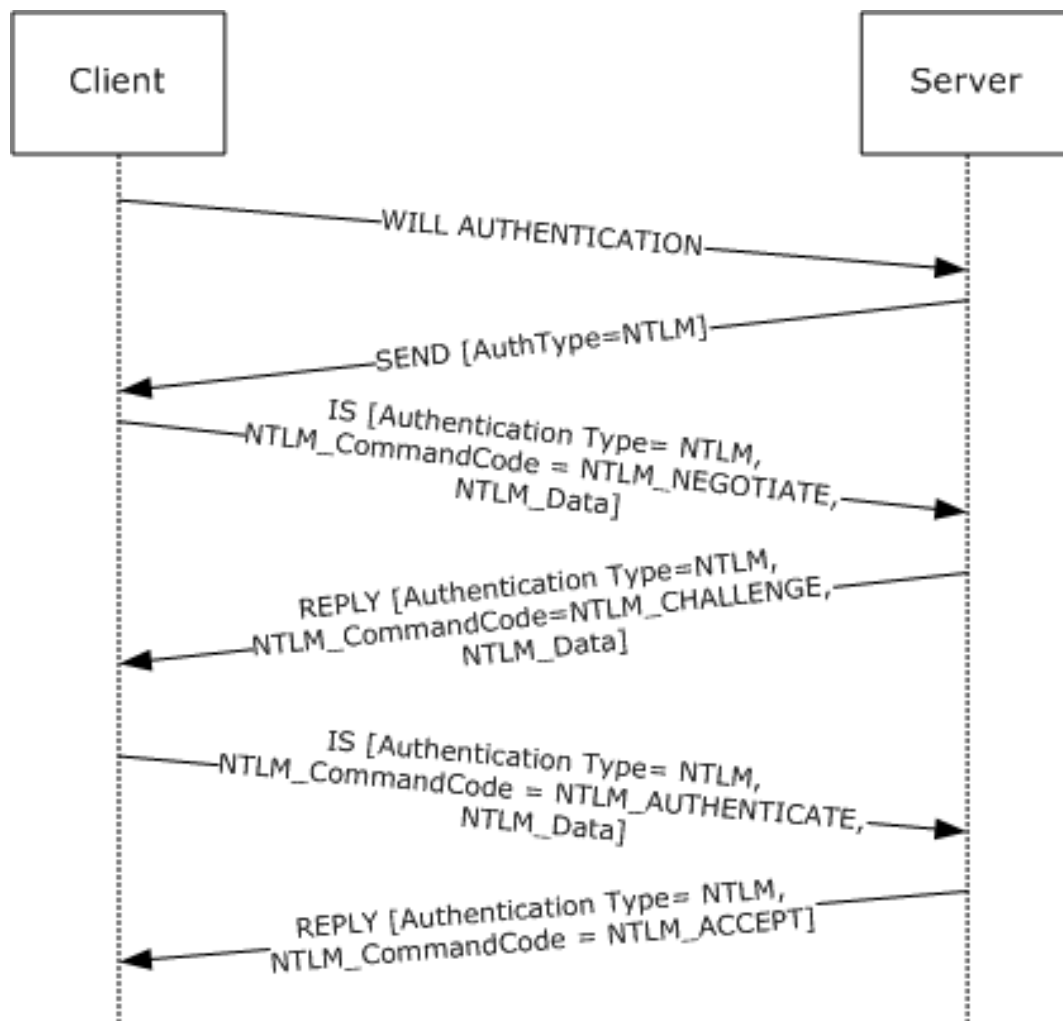 Client
Server
WILL AUTHENTICATION
SEND [AuthType=NTLM]
IS [Authentication Type= NTLM,
NTLM_CommandCode = NTLM_NEGOTIATE,
NTLM_Data]
REPLY [Authentication Type=NTLM,
NTLM_CommandCode=NTLM_CHALLENGE,
NTLM_Data]
IS [Authentication Type= NTLM,
NTLM_CommandCode = NTLM_AUTHENTICATE,
NTLM_Data]
REPLY [Authentication Type= NTLM,
NTLM_CommandCode = NTLM_ACCEPT]